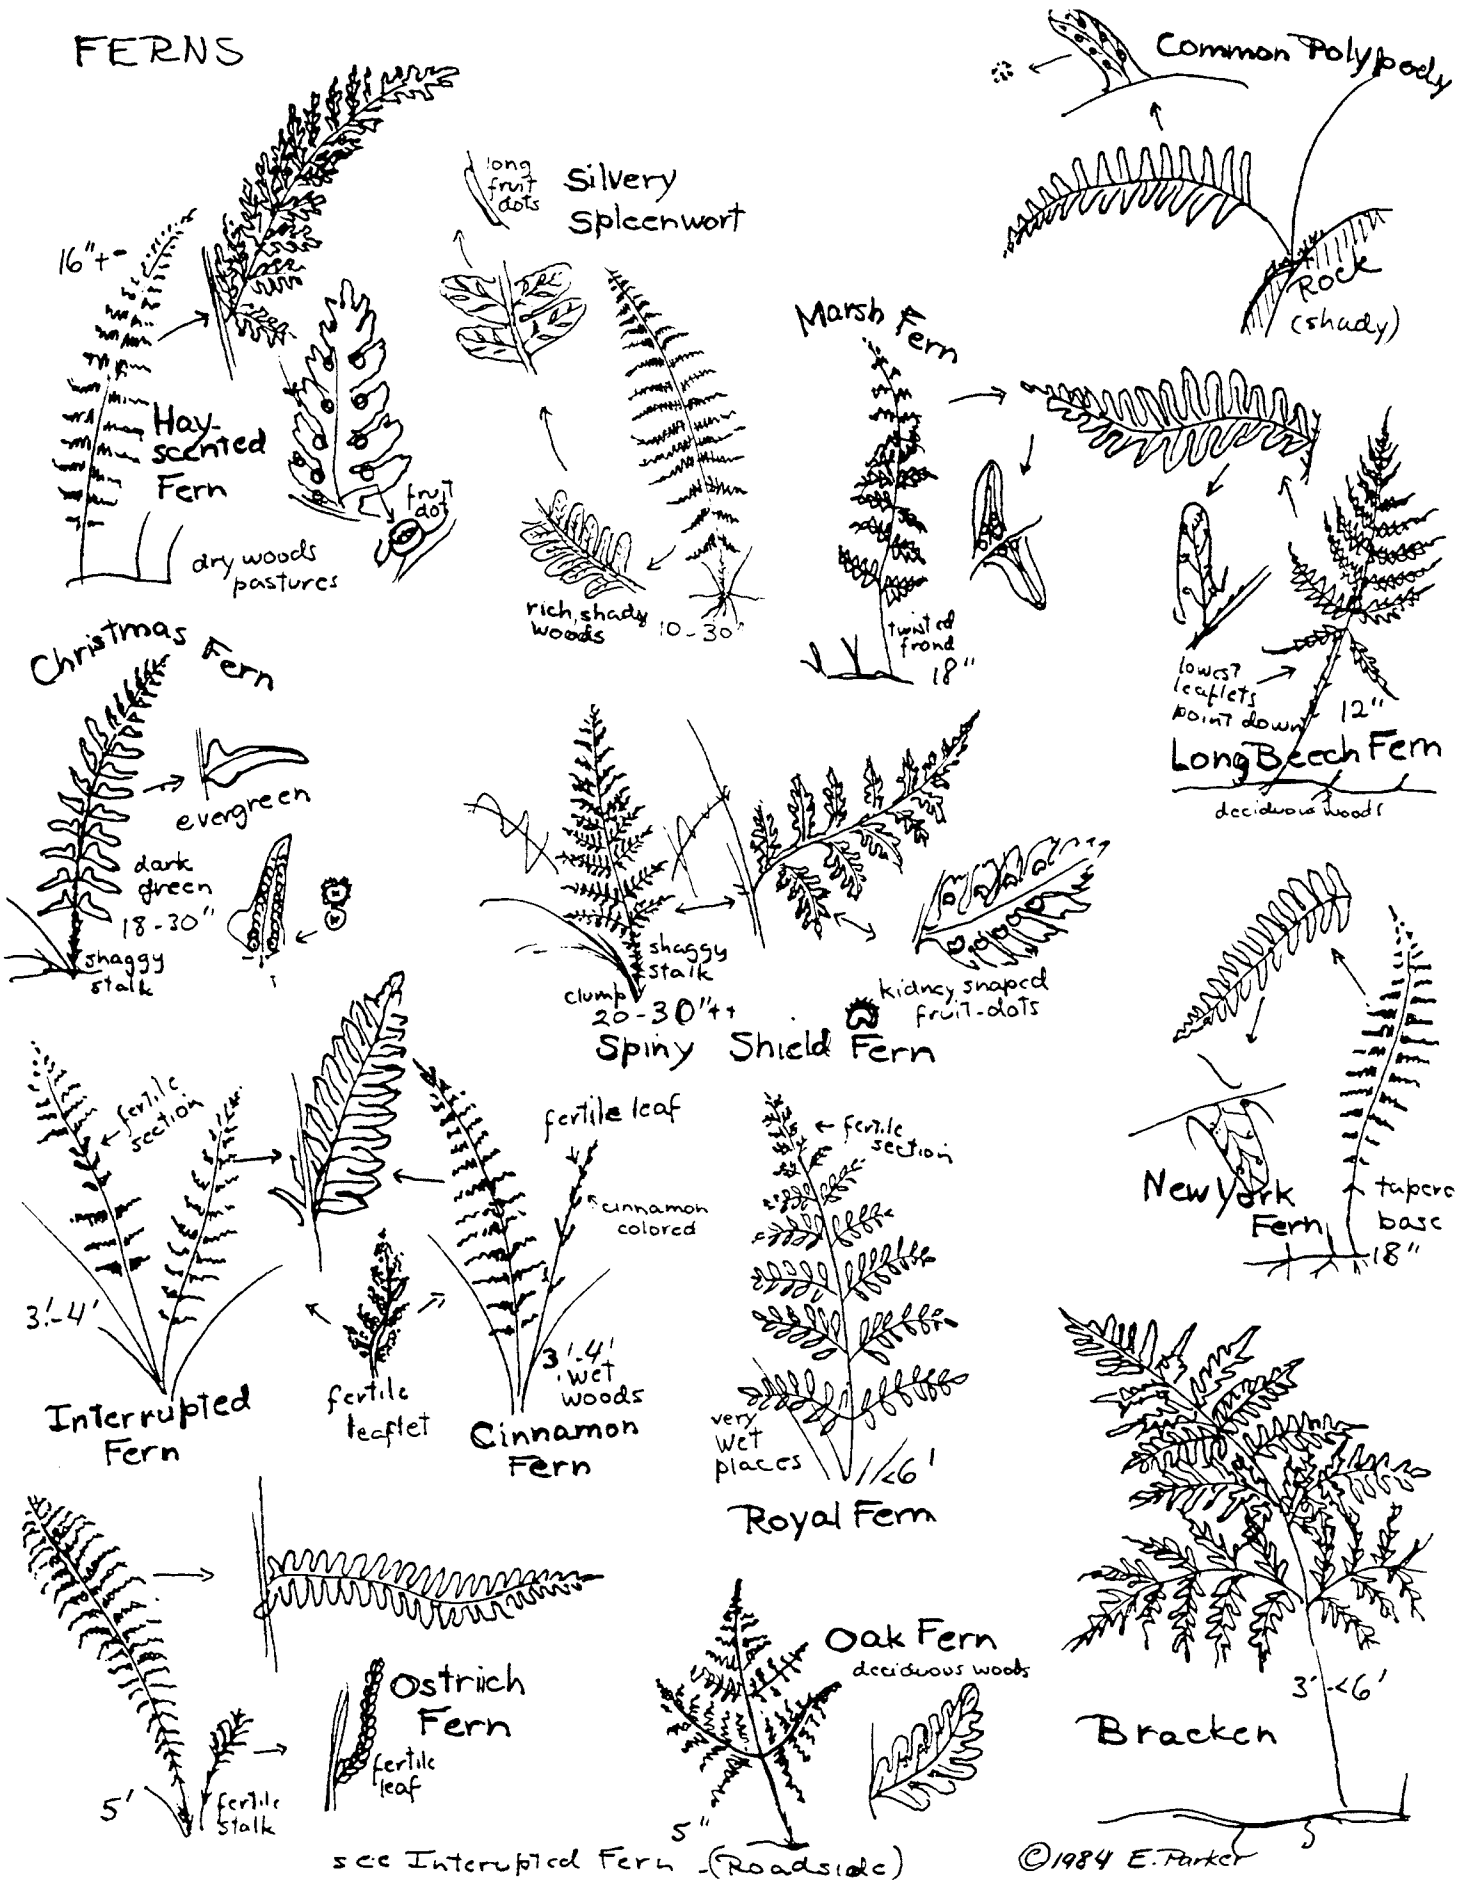 FERNS
Common Polypody
Rock
(shady)
long
fruit
dots
Silvery
Spleenwort
rich, shady
woods
10-30"
16"+-
Hay-
scented
Fern
fruit
dot
dry woods
pastures
Marsh Fern
twisted
frond
18"
lowest
leaflets
point down
12"
Long Beech Fern
deciduous woods
Christmas Fern
evergreen
dark
green
18-30"
shaggy
stalk
shaggy
stalk
clump
20-30"++
kidney shaped
fruit-dots
Spiny Shield Fern
New York
Fern
tapers
base
18"
fertile
section
3'-4'
Interrupted
Fern
fertile
leaflet
fertile leaf
cinnamon
colored
3'-4'
wet
woods
Cinnamon
Fern
fertile
section
very
wet
places
<6'
Royal Fern
Ostrich
Fern
fertile
leaf
5'
fertile
stalk
Oak Fern
deciduous woods
5"
3'-<6'
Bracken
see Interupted Fern - (Roadside)
©1984 E. Parker